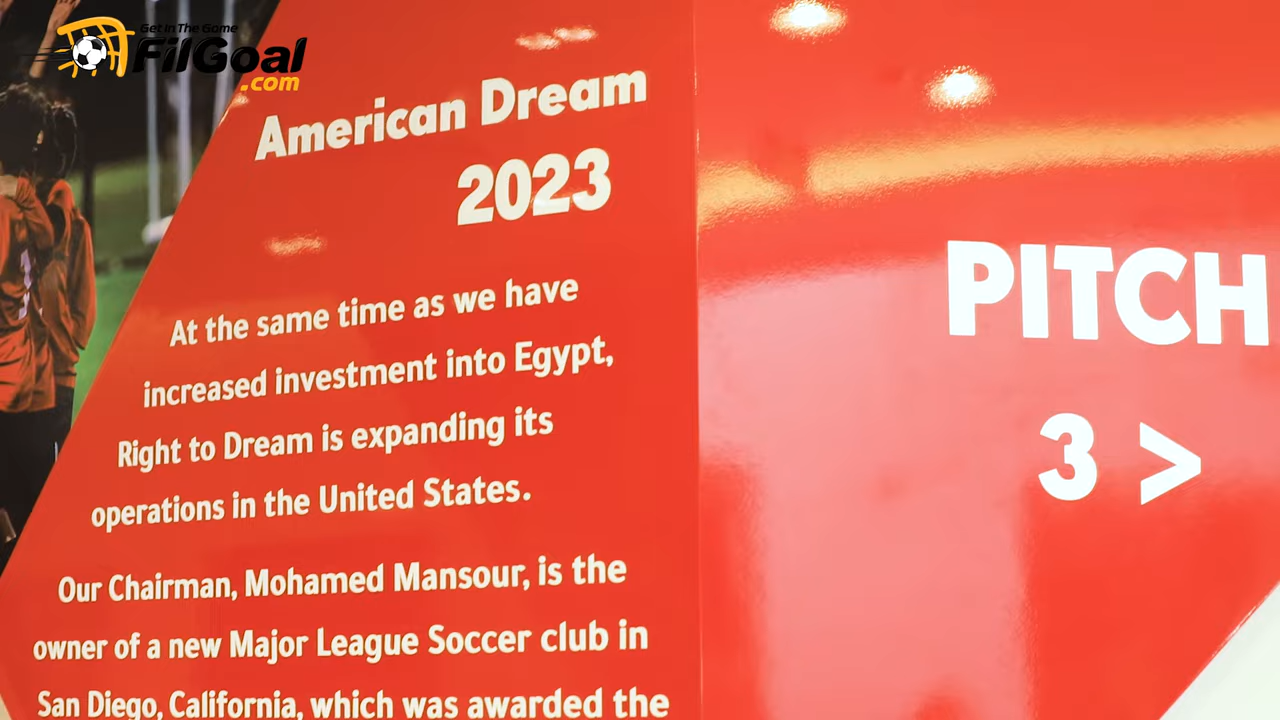 Get In The Game
FilGoal
.com
American Dream
2023
At the same time as we have
increased investment into Egypt,
Right to Dream is expanding its
operations in the United States.
Our Chairman, Mohamed Mansour, is the
owner of a new Major League Soccer club in
San Diego, California, which was awarded the
PITCH
3 >